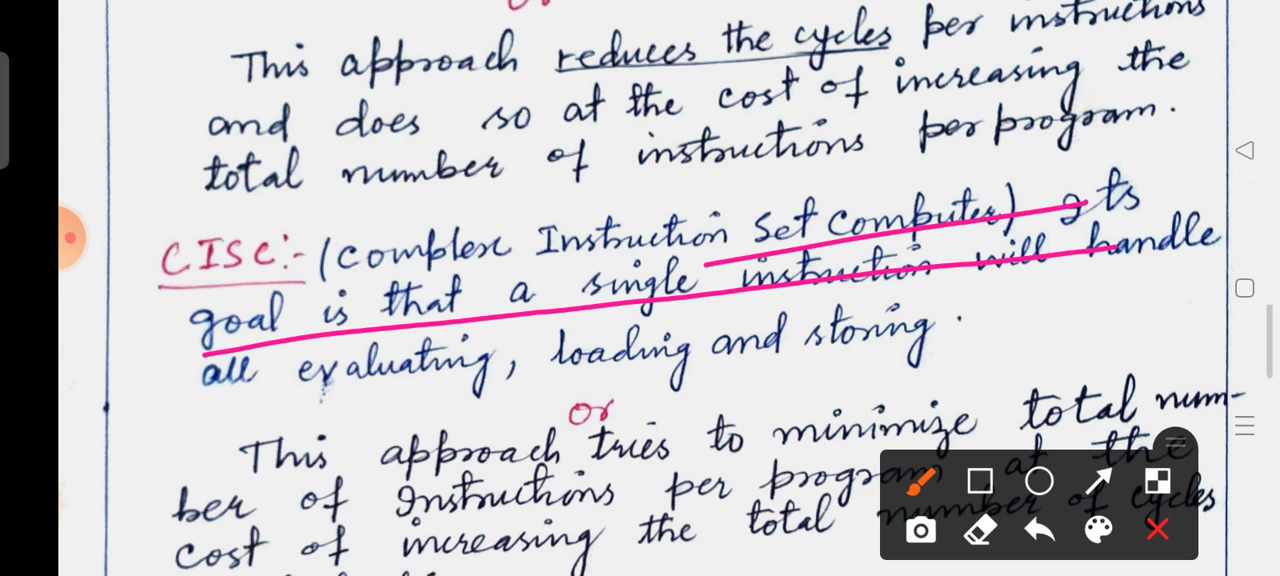 or
This approach reduces the cycles per instructions
and does so at the cost of increasing the
total number of instructions per program.
CISC:- (Complex Instruction Set Computer) Its
goal is that a single instruction will handle
all evaluating, loading and storing.
or
This approach tries to minimize total num-
ber of Instructions per program at the
cost of increasing the total number of cycles